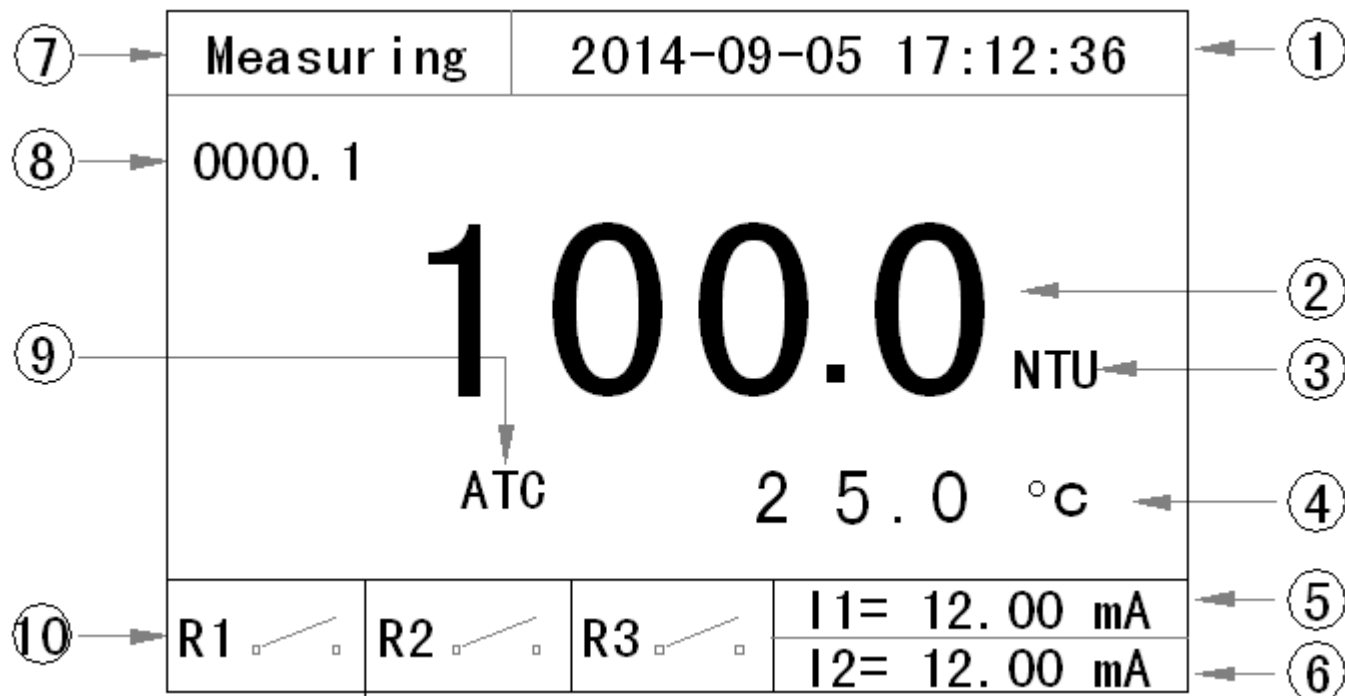 ⑦ Measuring 2014-09-05 17:12:36 ①
⑧ 0000.1
100.0 ②
⑨ NTU ③
ATC 25.0 °C ④
I1= 12.00 mA ⑤
⑩ R1 R2 R3
I2= 12.00 mA ⑥